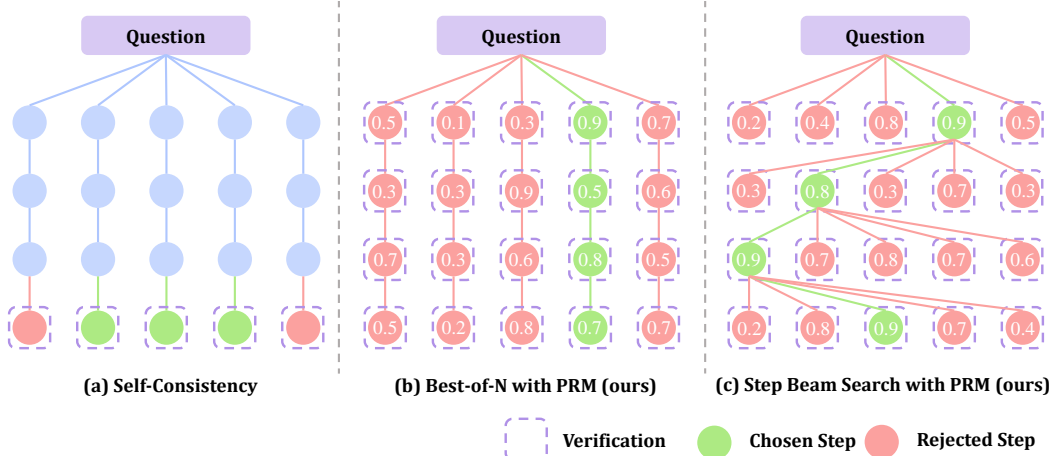 Question
Question
Question
0.5 0.1 0.3 0.9 0.7
0.2 0.4 0.8 0.9 0.5
0.3 0.3 0.9 0.5 0.6
0.3 0.8 0.3 0.7 0.3
0.7 0.3 0.6 0.8 0.5
0.9 0.7 0.8 0.7 0.6
0.5 0.2 0.8 0.7 0.7
0.2 0.8 0.9 0.7 0.4
(a) Self-Consistency
(b) Best-of-N with PRM (ours)
(c) Step Beam Search with PRM (ours)
Verification
Chosen Step
Rejected Step